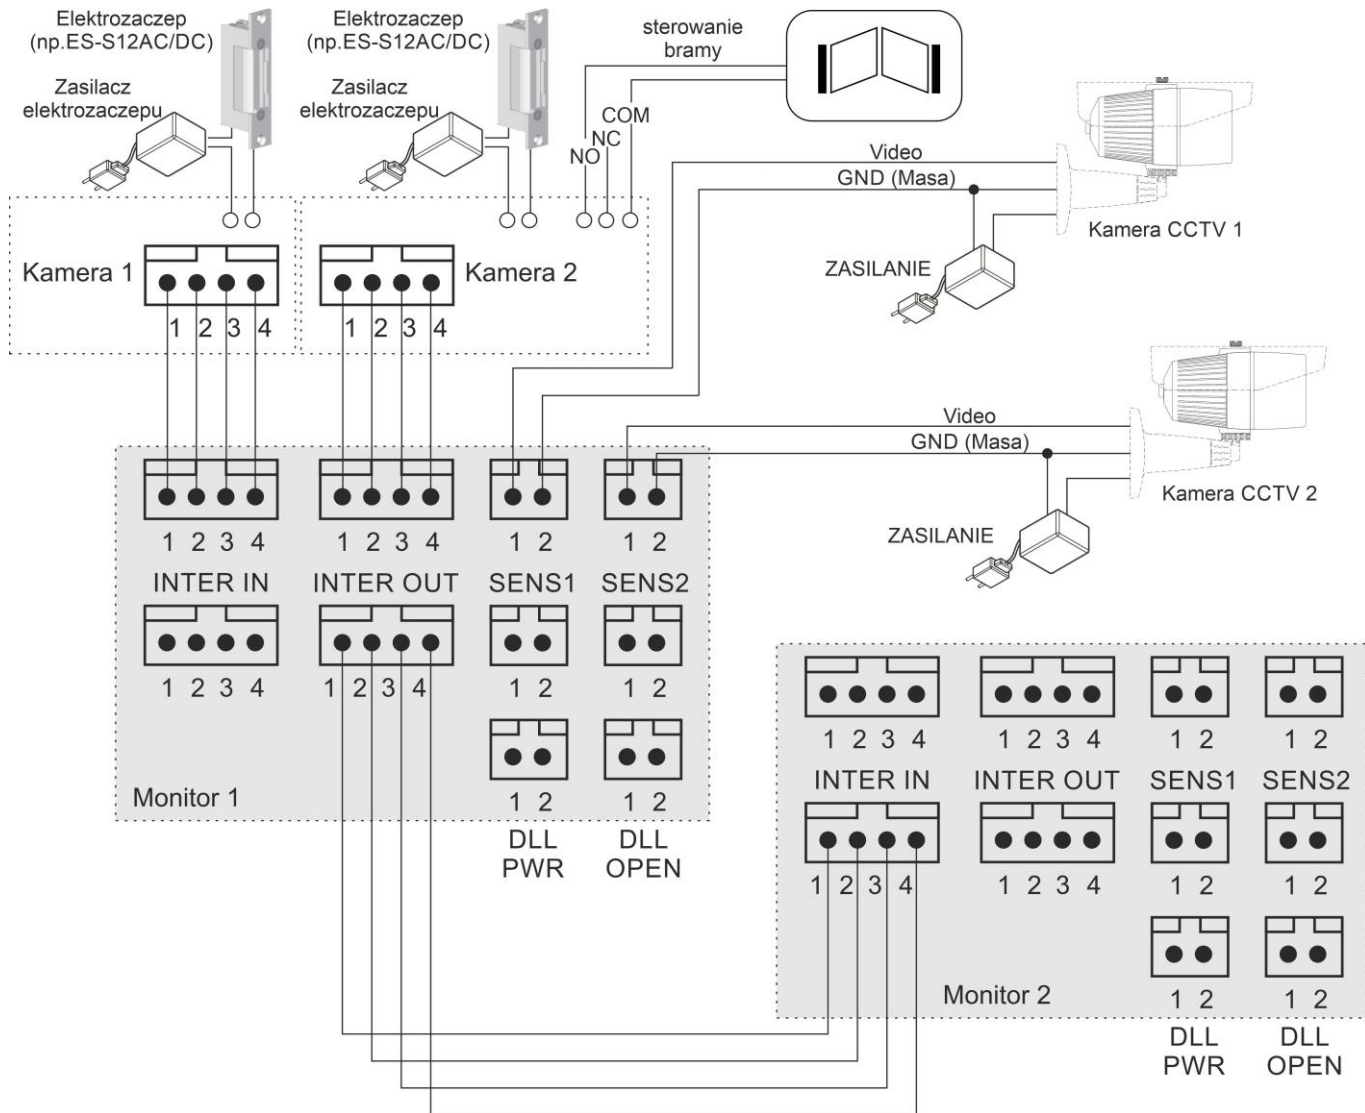 Elektrozaczep
(np.ES-S12AC/DC)
Zasilacz
elektrozaczepu
Elektrozaczep
(np.ES-S12AC/DC)
Zasilacz
elektrozaczepu
sterowanie
bramy
NO
NC
COM
Video
GND (Masa)
Kamera CCTV 1
ZASILANIE
Kamera 1
1 2 3 4
Kamera 2
1 2 3 4
Video
GND (Masa)
Kamera CCTV 2
ZASILANIE
1 2 3 4
1 2 3 4
1 2
1 2
INTER IN
INTER OUT
SENS1
SENS2
1 2 3 4
1 2 3 4
1 2
1 2
Monitor 1
1 2
1 2
DLL
PWR
DLL
OPEN
1 2 3 4
1 2 3 4
1 2
1 2
INTER IN
INTER OUT
SENS1
SENS2
1 2 3 4
1 2 3 4
1 2
1 2
Monitor 2
1 2
1 2
DLL
PWR
DLL
OPEN